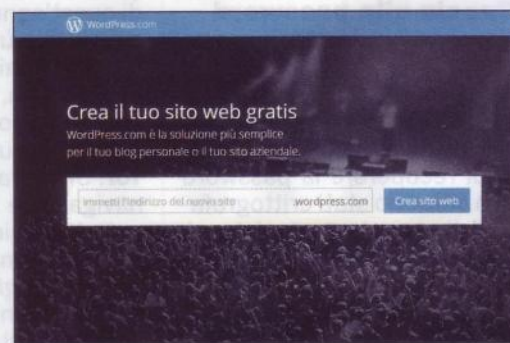 WordPress.com
Crea il tuo sito web gratis
WordPress.com è la soluzione più semplice
per il tuo blog personale o il tuo sito aziendale.
immetti l'indirizzo del nuovo sito .wordpress.com Crea sito web